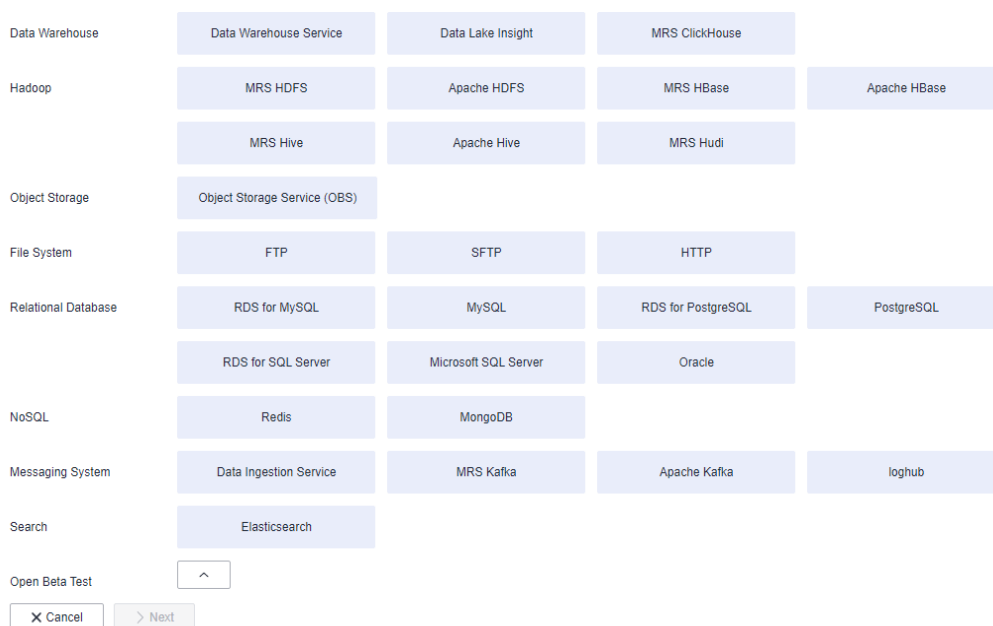 Data Warehouse Data Warehouse Service Data Lake Insight MRS ClickHouse
Hadoop MRS HDFS Apache HDFS MRS HBase Apache HBase
MRS Hive Apache Hive MRS Hudi
Object Storage Object Storage Service (OBS)
File System FTP SFTP HTTP
Relational Database RDS for MySQL MySQL RDS for PostgreSQL PostgreSQL
RDS for SQL Server Microsoft SQL Server Oracle
NoSQL Redis MongoDB
Messaging System Data Ingestion Service MRS Kafka Apache Kafka loghub
Search Elasticsearch
Open Beta Test
Cancel Next